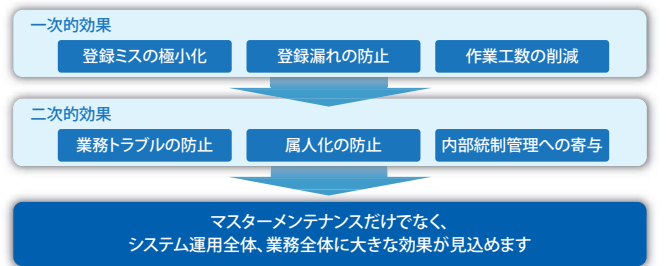 一次的効果
登録ミスの極小化 登録漏れの防止 作業工数の削減
二次的効果
業務トラブルの防止 属人化の防止 内部統制管理への寄与
マスターメンテナンスだけでなく、
システム運用全体、業務全体に大きな効果が見込めます